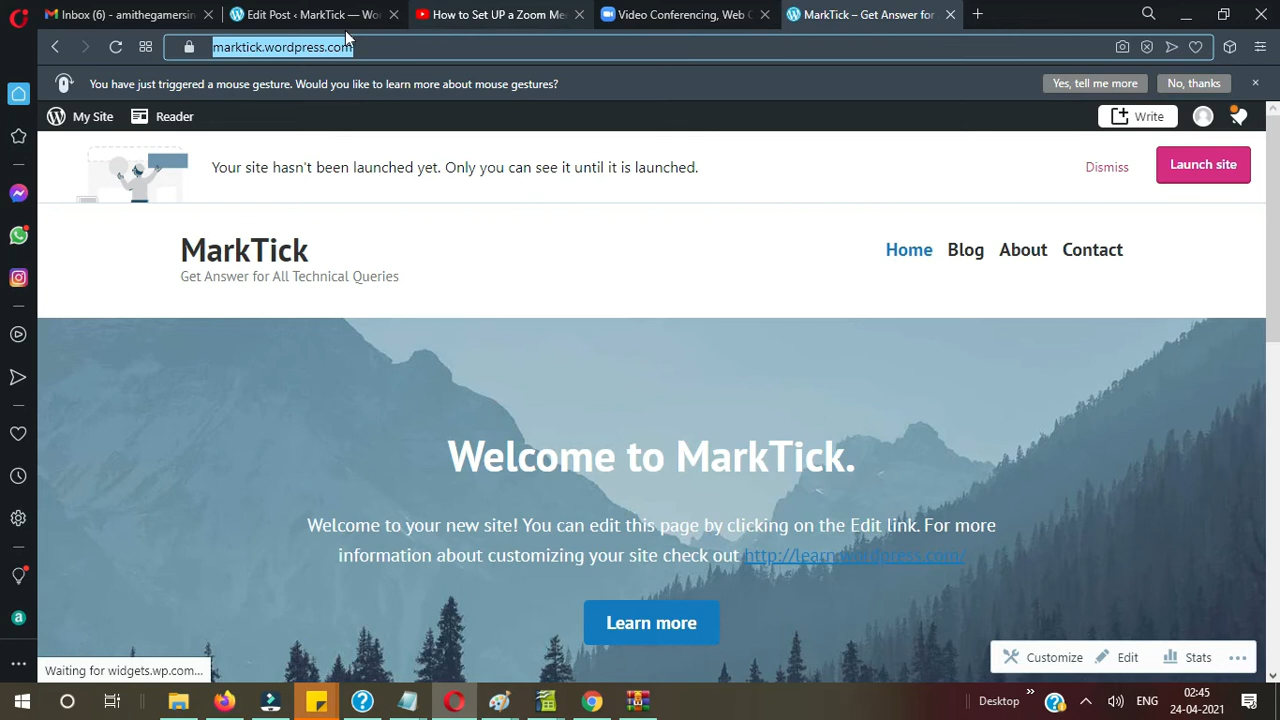 Inbox (6) - amithegamersin
Edit Post ‹ MarkTick — Wor
How to Set UP a Zoom Me
Video Conferencing, Web C
MarkTick – Get Answer for
marktick.wordpress.com
You have just triggered a mouse gesture. Would you like to learn more about mouse gestures?
Yes, tell me more
No, thanks
My Site
Reader
Write
Your site hasn't been launched yet. Only you can see it until it is launched.
Dismiss
Launch site
MarkTick
Get Answer for All Technical Queries
Home Blog About Contact
Welcome to MarkTick.
Welcome to your new site! You can edit this page by clicking on the Edit link. For more
information about customizing your site check out http://learn.wordpress.com/
Learn more
Customize Edit Stats
Waiting for widgets.wp.com...
Desktop
ENG
02:45
24-04-2021